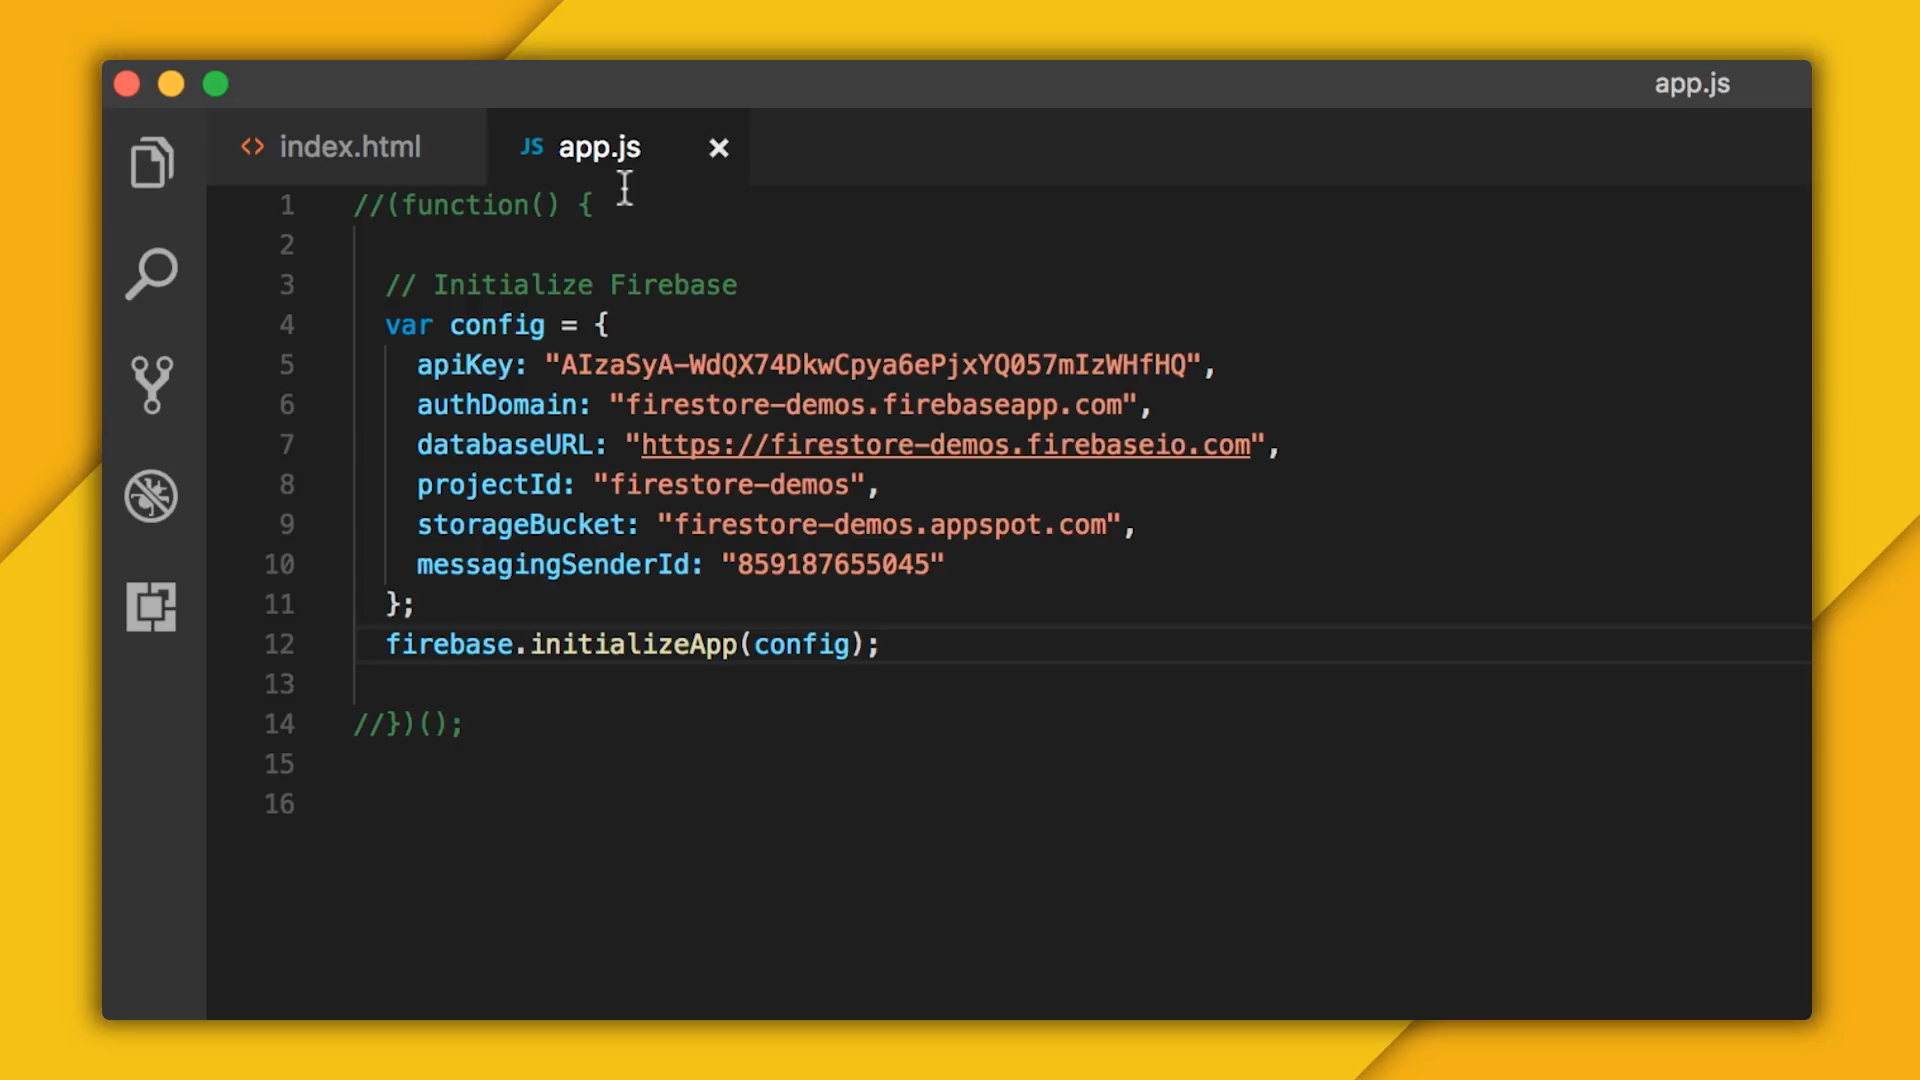 app.js
<> index.html
JS app.js
1 //(function() {
2
3 // Initialize Firebase
4 var config = {
5 apiKey: "AIzaSyA-WdQX74DkwCpya6ePjxYQ057mIzWHfHQ",
6 authDomain: "firestore-demos.firebaseapp.com",
7 databaseURL: "https://firestore-demos.firebaseio.com",
8 projectId: "firestore-demos",
9 storageBucket: "firestore-demos.appspot.com",
10 messagingSenderId: "859187655045"
11 };
12 firebase.initializeApp(config);
13
14 //})();
15
16